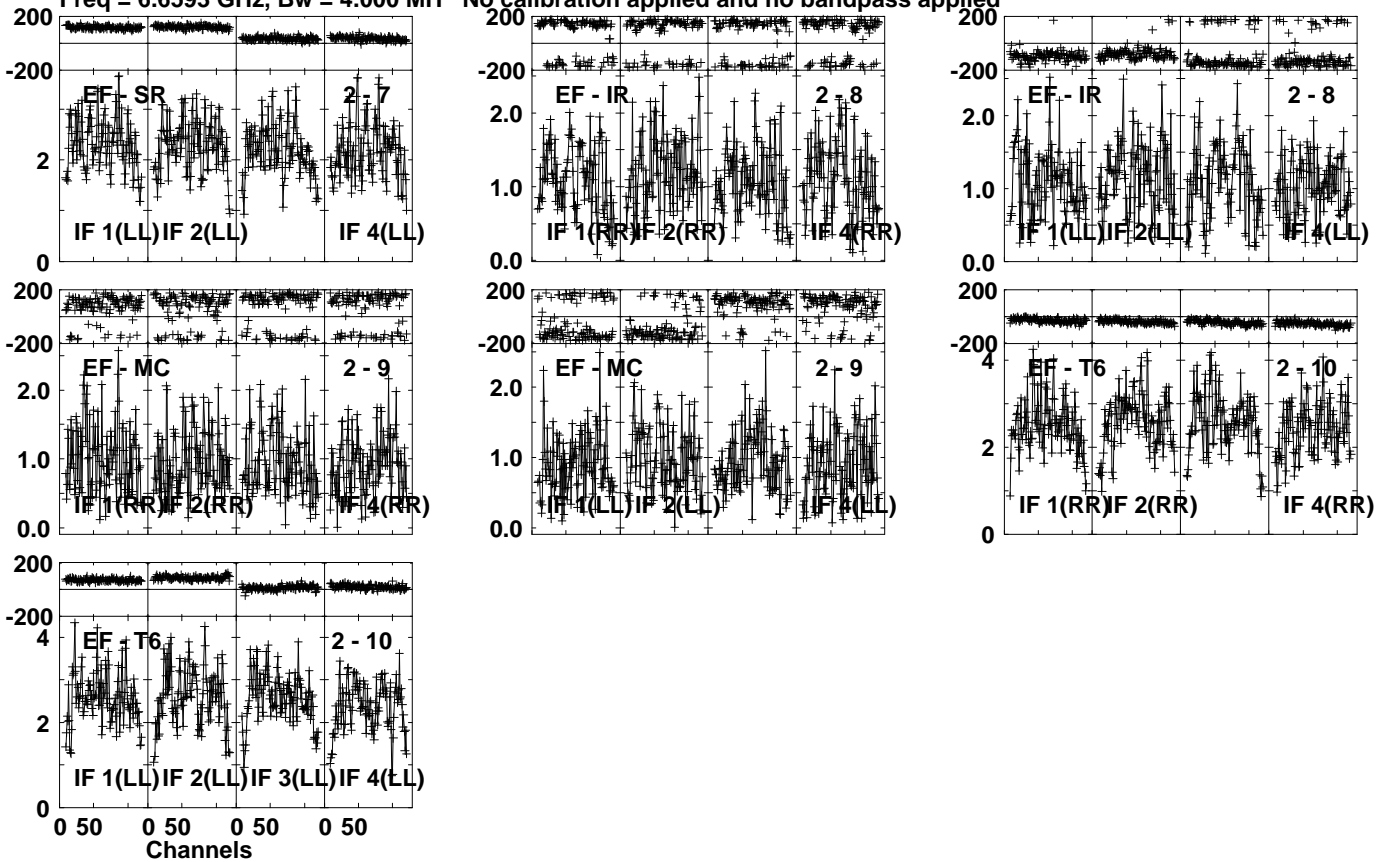 Freq = 6.6593 GHz, Bw = 4.000 MH No calibration applied and no bandpass applied
200
-200
EF - SR 2 - 7
2
IF 1(LL) IF 2(LL) IF 4(LL)
0
200
-200
EF - IR 2 - 8
2.0
1.0
IF 1(RR) IF 2(RR) IF 4(RR)
0.0
200
-200
EF - IR 2 - 8
2.0
1.0
IF 1(LL) IF 2(LL) IF 4(LL)
0.0
200
-200
EF - MC 2 - 9
2.0
1.0
IF 1(RR) IF 2(RR) IF 4(RR)
0.0
200
-200
EF - MC 2 - 9
2.0
1.0
IF 1(LL) IF 2(LL) IF 4(LL)
0.0
200
-200
4
EF - T6 2 - 10
2
IF 1(RR) IF 2(RR) IF 4(RR)
0
200
-200
4
EF - T6 2 - 10
2
IF 1(LL) IF 2(LL) IF 3(LL) IF 4(LL)
0
0 50 0 50 0 50 0 50
Channels